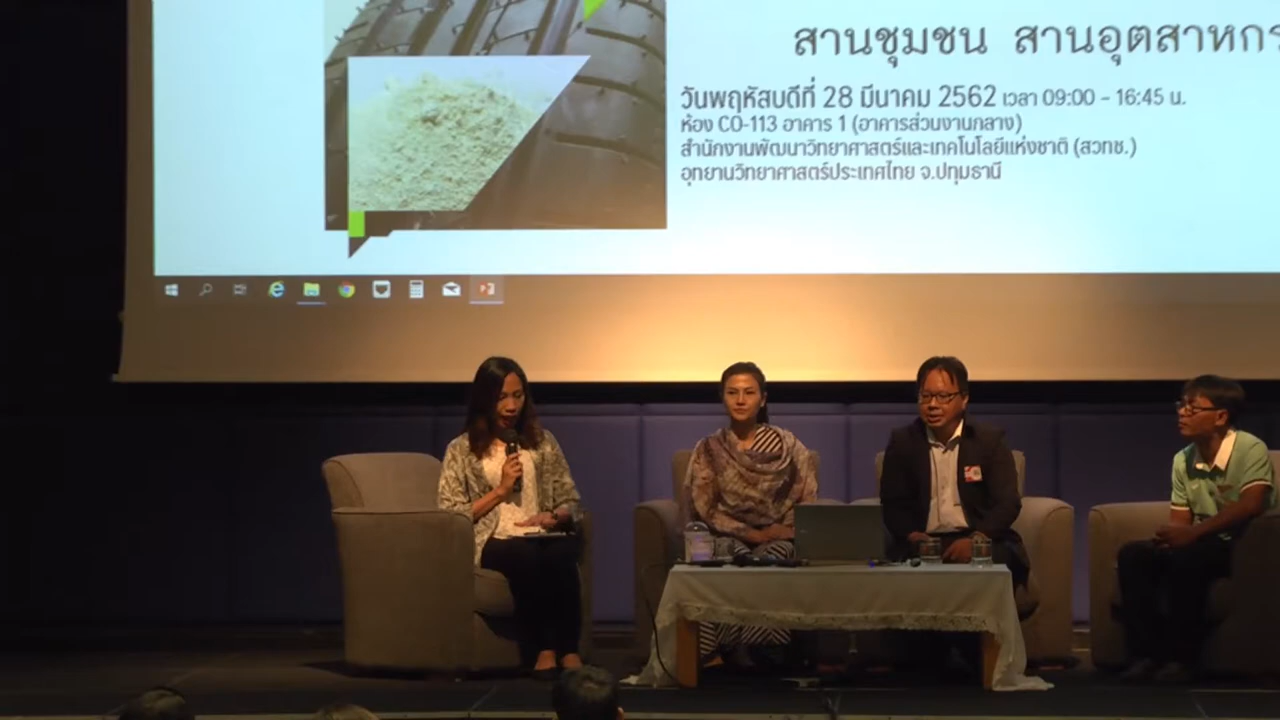 สานชุมชน สานอุตสาหกร
วันพฤหัสบดีที่ 28 มีนาคม 2562 เวลา 09:00 - 16:45 น.
ห้อง CO-113 อาคาร 1 (อาคารส่วนงานกลาง)
สำนักงานพัฒนาวิทยาศาสตร์และเทคโนโลยีแห่งชาติ (สวทช.)
อุทยานวิทยาศาสตร์ประเทศไทย จ.ปทุมธานี